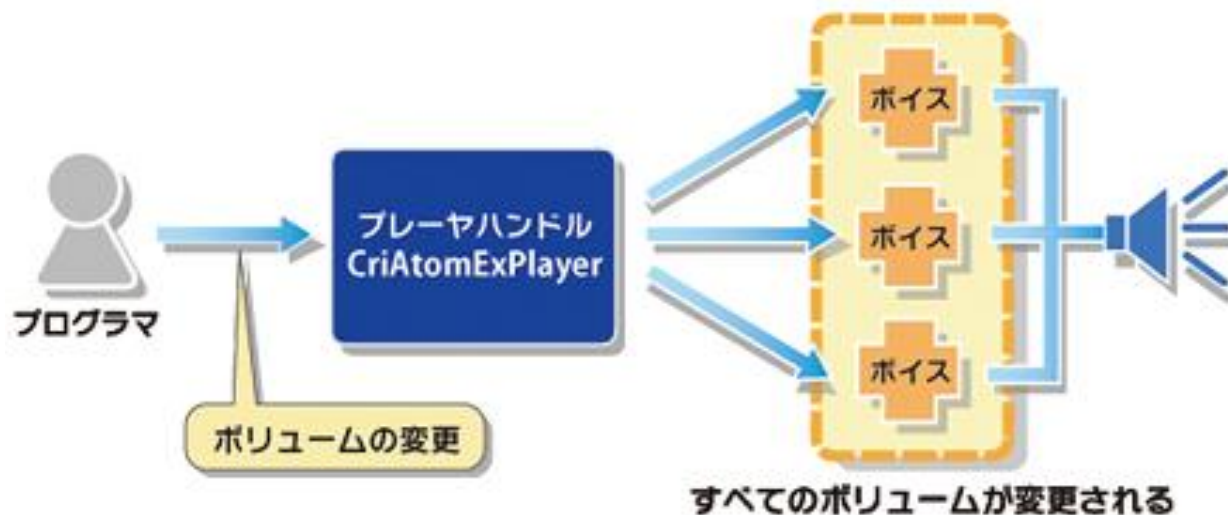 プログラマ
ボリュームの変更
プレーヤハンドル
CriAtomExPlayer
ボイス
ボイス
ボイス
すべてのボリュームが変更される